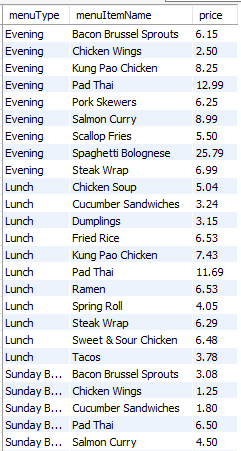 menuType menuItemName price
Evening Bacon Brussel Sprouts 6.15
Evening Chicken Wings 2.50
Evening Kung Pao Chicken 8.25
Evening Pad Thai 12.99
Evening Pork Skewers 6.25
Evening Salmon Curry 8.99
Evening Scallop Fries 5.50
Evening Spaghetti Bolognese 25.79
Evening Steak Wrap 6.99
Lunch Chicken Soup 5.04
Lunch Cucumber Sandwiches 3.24
Lunch Dumplings 3.15
Lunch Fried Rice 6.53
Lunch Kung Pao Chicken 7.43
Lunch Pad Thai 11.69
Lunch Ramen 6.53
Lunch Spring Roll 4.05
Lunch Steak Wrap 6.29
Lunch Sweet & Sour Chicken 6.48
Lunch Tacos 3.78
Sunday B... Bacon Brussel Sprouts 3.08
Sunday B... Chicken Wings 1.25
Sunday B... Cucumber Sandwiches 1.80
Sunday B... Pad Thai 6.50
Sunday B... Salmon Curry 4.50